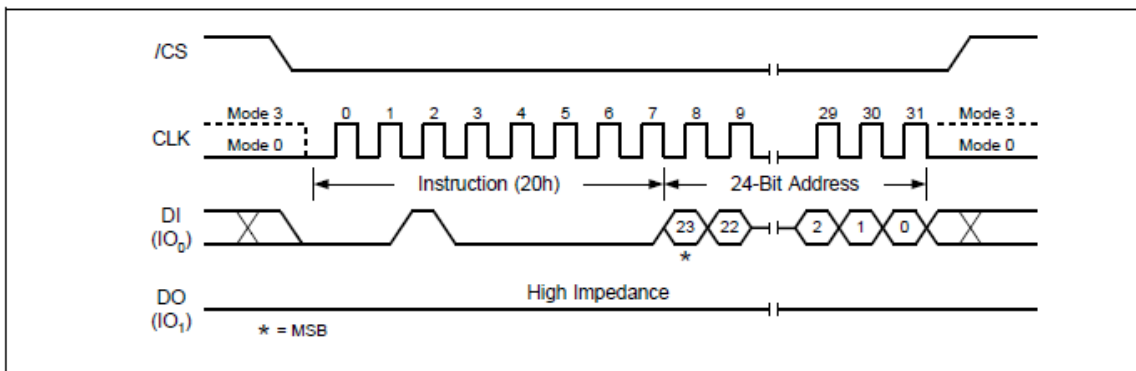 /CS
Mode 3 0 1 2 3 4 5 6 7 8 9 29 30 31 Mode 3
CLK
Mode 0 Mode 0
Instruction (20h) 24-Bit Address
DI
(IO0) 23 22 2 1 0
*
High Impedance
DO
(IO1)
* = MSB